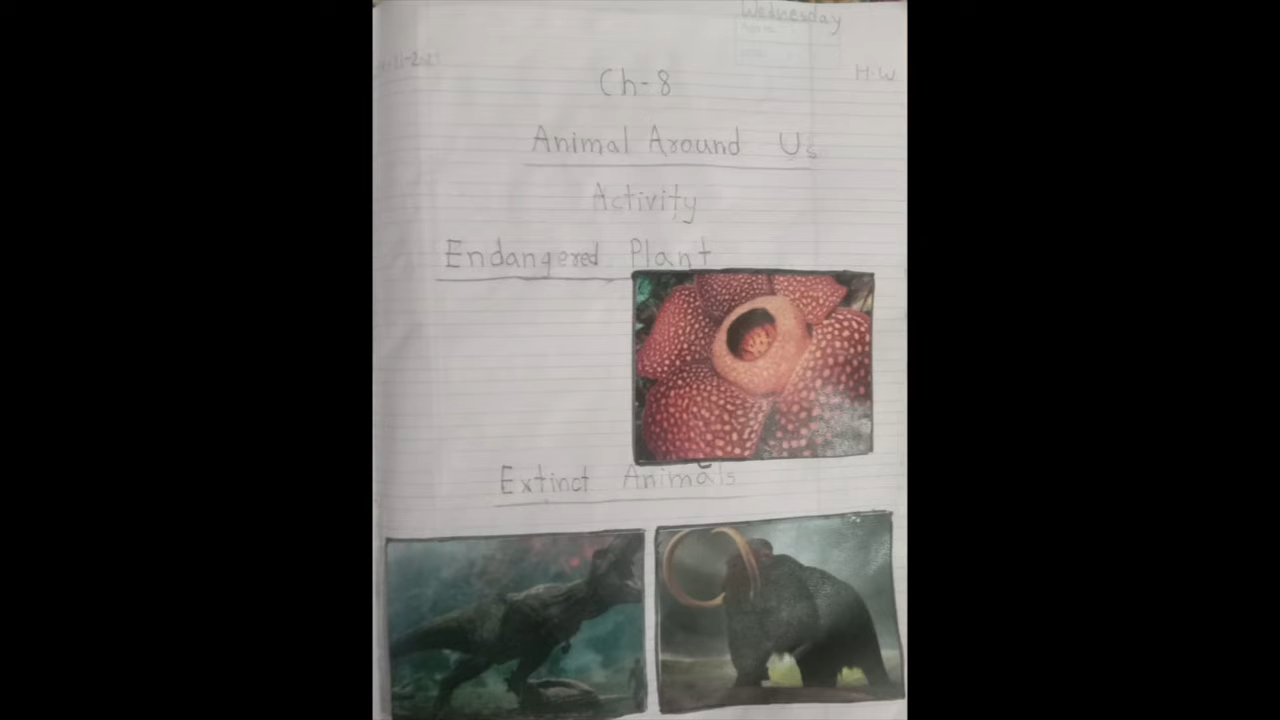 Wednesday
H.W
Ch-8
Animal Around Us
Activity
Endangered Plant
Extinct Animals